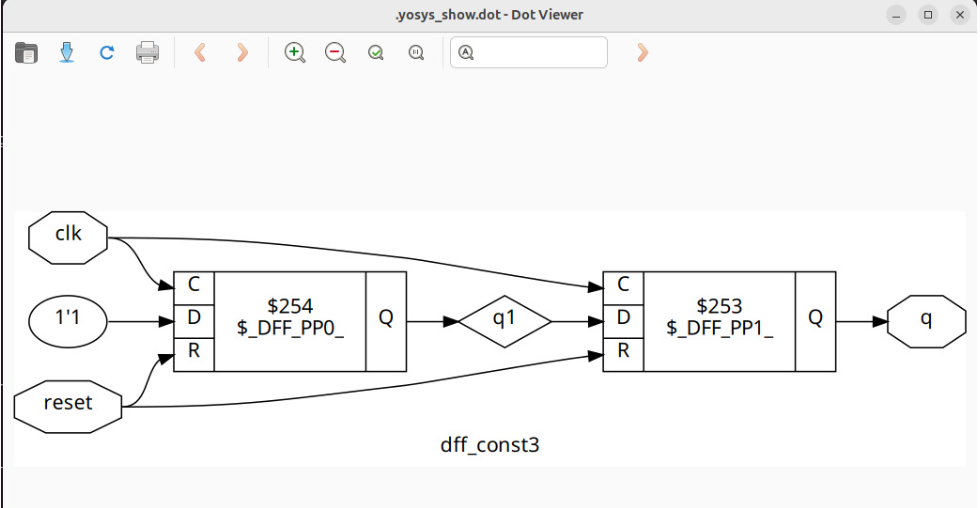 .yosys_show.dot - Dot Viewer
clk
1'1
reset
C
D
R
$254
$_DFF_PP0_
Q
q1
C
D
R
$253
$_DFF_PP1_
Q
q
dff_const3